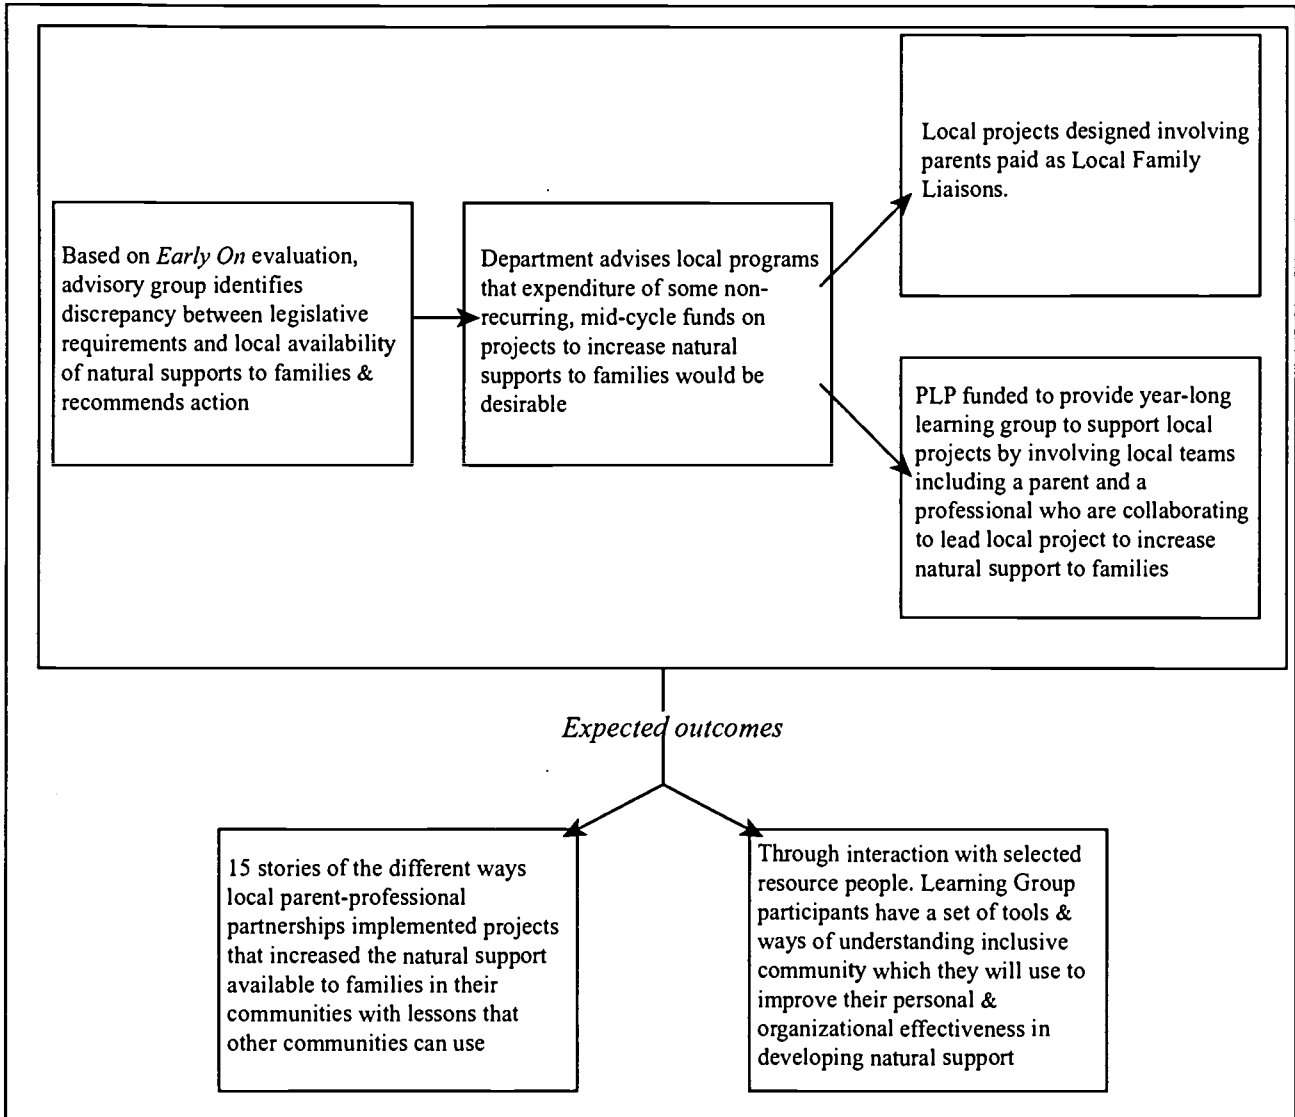 Based on Early On evaluation,
advisory group identifies
discrepancy between legislative
requirements and local availability
of natural supports to families &
recommends action
Department advises local programs
that expenditure of some non-
recurring, mid-cycle funds on
projects to increase natural
supports to families would be
desirable
Local projects designed involving
parents paid as Local Family
Liaisons.
PLP funded to provide year-long
learning group to support local
projects by involving local teams
including a parent and a
professional who are collaborating
to lead local project to increase
natural support to families
Expected outcomes
15 stories of the different ways
local parent-professional
partnerships implemented projects
that increased the natural support
available to families in their
communities with lessons that
other communities can use
Through interaction with selected
resource people. Learning Group
participants have a set of tools &
ways of understanding inclusive
community which they will use to
improve their personal &
organizational effectiveness in
developing natural support